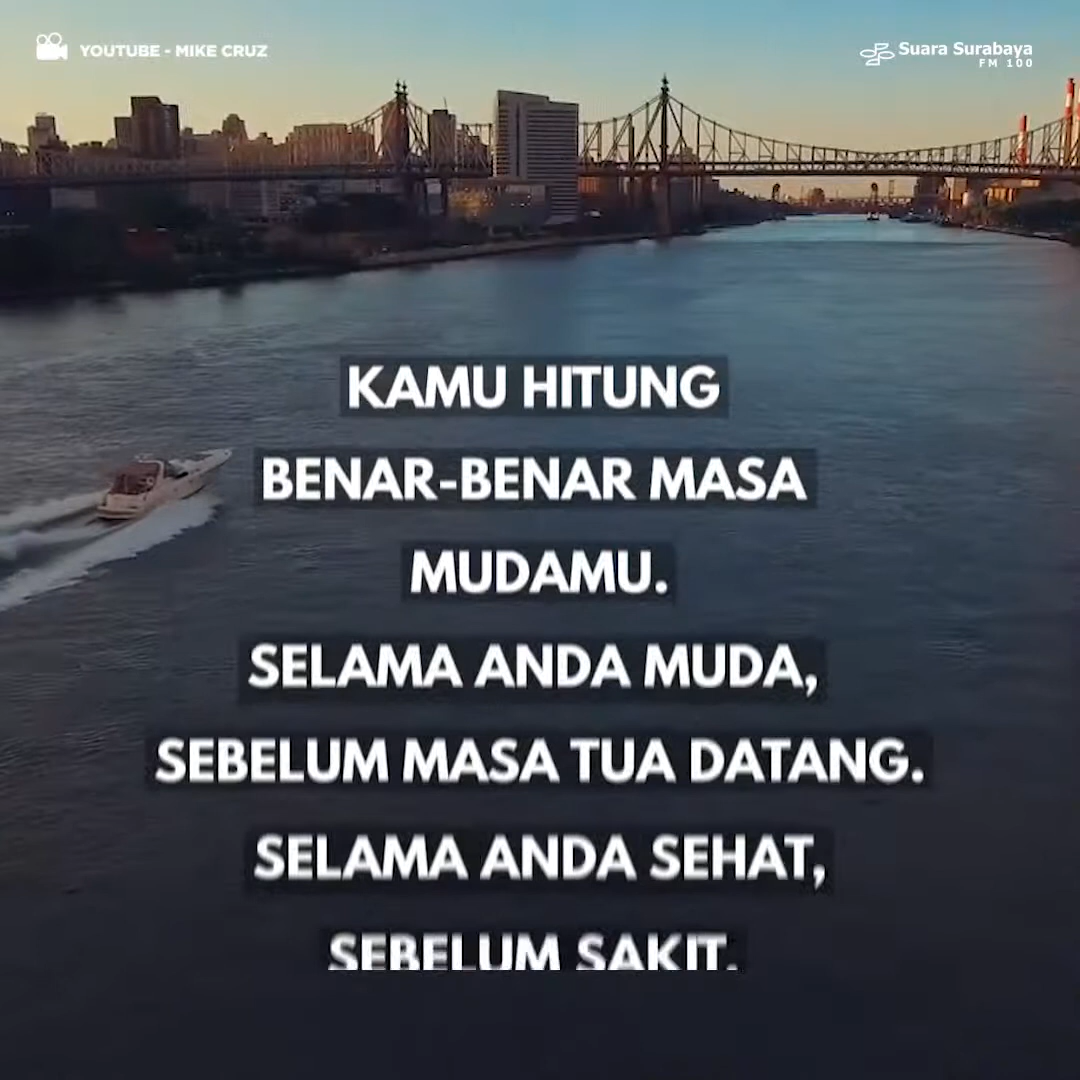 YOUTUBE - MIKE CRUZ
Suara Surabaya
FM 100
KAMU HITUNG
BENAR-BENAR MASA
MUDAMU.
SELAMA ANDA MUDA,
SEBELUM MASA TUA DATANG.
SELAMA ANDA SEHAT,
SEBELUM SAKIT.